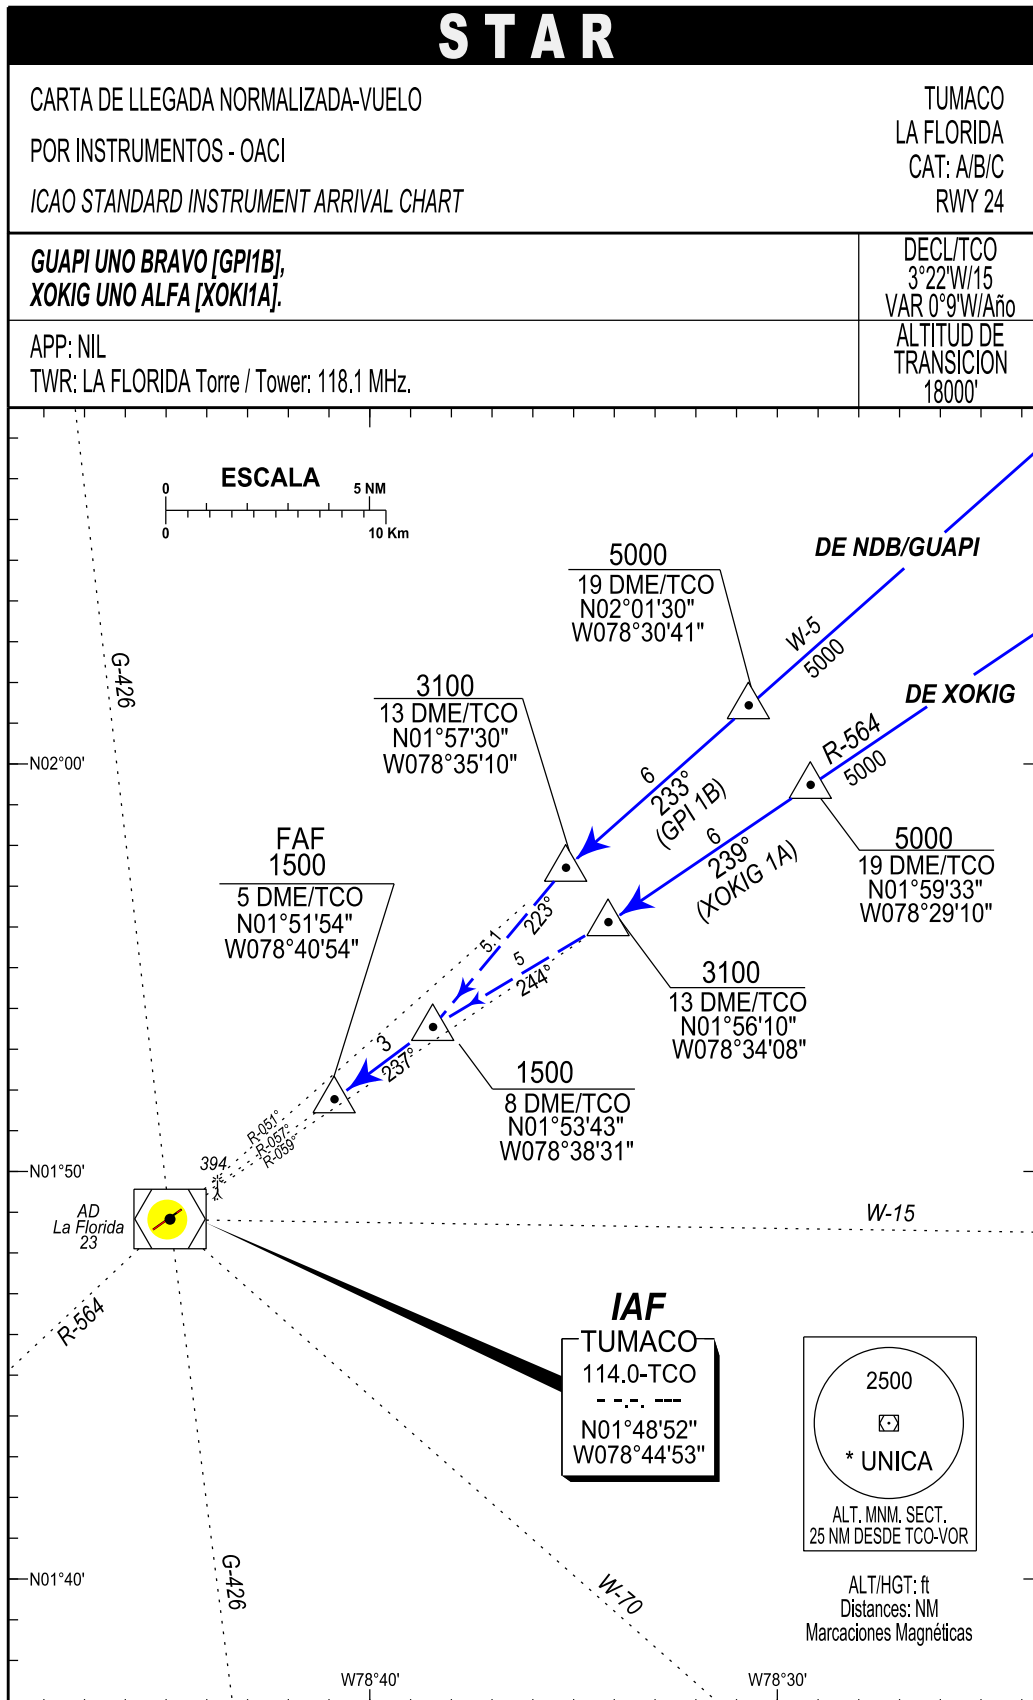 STAR
CARTA DE LLEGADA NORMALIZADA-VUELO
POR INSTRUMENTOS - OACI
ICAO STANDARD INSTRUMENT ARRIVAL CHART
TUMACO
LA FLORIDA
CAT: A/B/C
RWY 24
GUAPI UNO BRAVO [GPI1B],
XOKIG UNO ALFA [XOKI1A].
DECL/TCO
3°22'W/15
VAR 0°9'W/Año
APP: NIL
TWR: LA FLORIDA Torre / Tower: 118.1 MHz.
ALTITUD DE
TRANSICION
18000'
ESCALA
0 5 NM
0 10 Km
DE NDB/GUAPI
5000
19 DME/TCO
N02°01'30"
W078°30'41"
W-5
5000
G-426
3100
13 DME/TCO
N01°57'30"
W078°35'10"
DE XOKIG
R-564
5000
N02°00'
6
233°
(GPI 1B)
6
239°
(XOKIG 1A)
FAF
1500
5 DME/TCO
N01°51'54"
W078°40'54"
5000
19 DME/TCO
N01°59'33"
W078°29'10"
5.1
223°
5
244°
3100
13 DME/TCO
N01°56'10"
W078°34'08"
3
237°
1500
8 DME/TCO
N01°53'43"
W078°38'31"
R-051°
R-057°
R-059°
394
N01°50'
AD
La Florida
23
W-15
R-564
IAF
TUMACO
114.0-TCO
N01°48'52"
W078°44'53"
2500
* UNICA
ALT. MNM. SECT.
25 NM DESDE TCO-VOR
N01°40'
G-426
W-70
ALT/HGT: ft
Distances: NM
Marcaciones Magnéticas
W78°40'
W78°30'